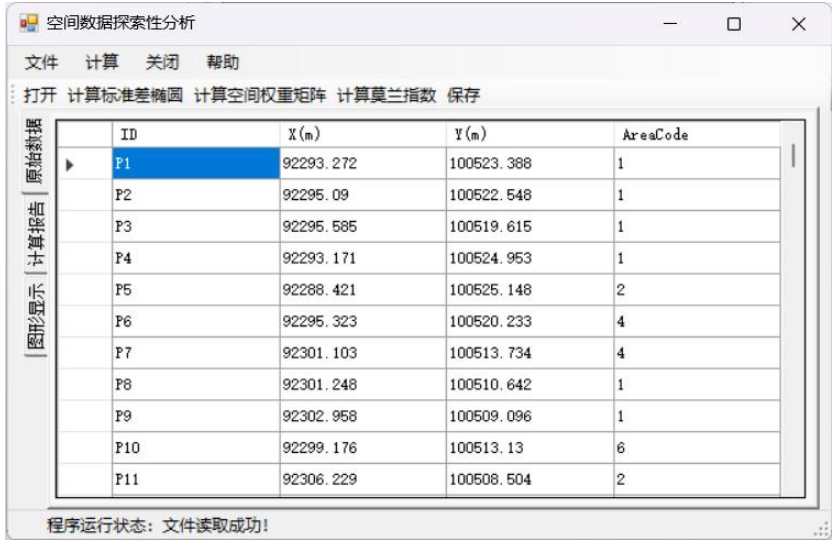 空间数据探索性分析
文件 计算 关闭 帮助
打开 计算标准差椭圆 计算空间权重矩阵 计算莫兰指数 保存
原始数据
计算报告
图形显示
ID X(m) Y(m) AreaCode
P1 92293.272 100523.388 1
P2 92295.09 100522.548 1
P3 92295.585 100519.615 1
P4 92293.171 100524.953 1
P5 92288.421 100525.148 2
P6 92295.323 100520.233 4
P7 92301.103 100513.734 4
P8 92301.248 100510.642 1
P9 92302.958 100509.096 1
P10 92299.176 100513.13 6
P11 92306.229 100508.504 2
程序运行状态：文件读取成功!